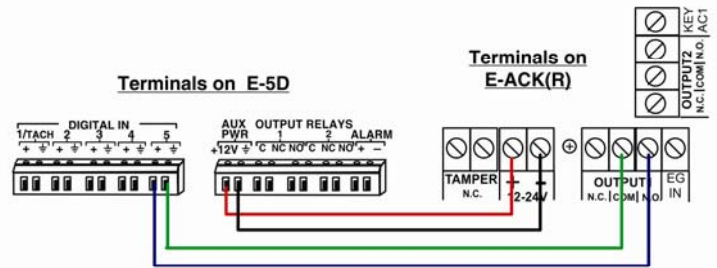 Terminals on E-5D
DIGITAL IN
1/TACH 2 3 4 5
+ ⏚ + ⏚ + ⏚ + ⏚ + ⏚
AUX PWR
OUTPUT RELAYS
1 2
ALARM
+12V ⏚ C NC NO C NC NO + −
Terminals on
E-ACK(R)
TAMPER
N.C.
+ −
12-24V
OUTPUT1
N.C. COM N.O.
EG
IN
KEY
AC1
OUTPUT2
N.C. COM N.O.